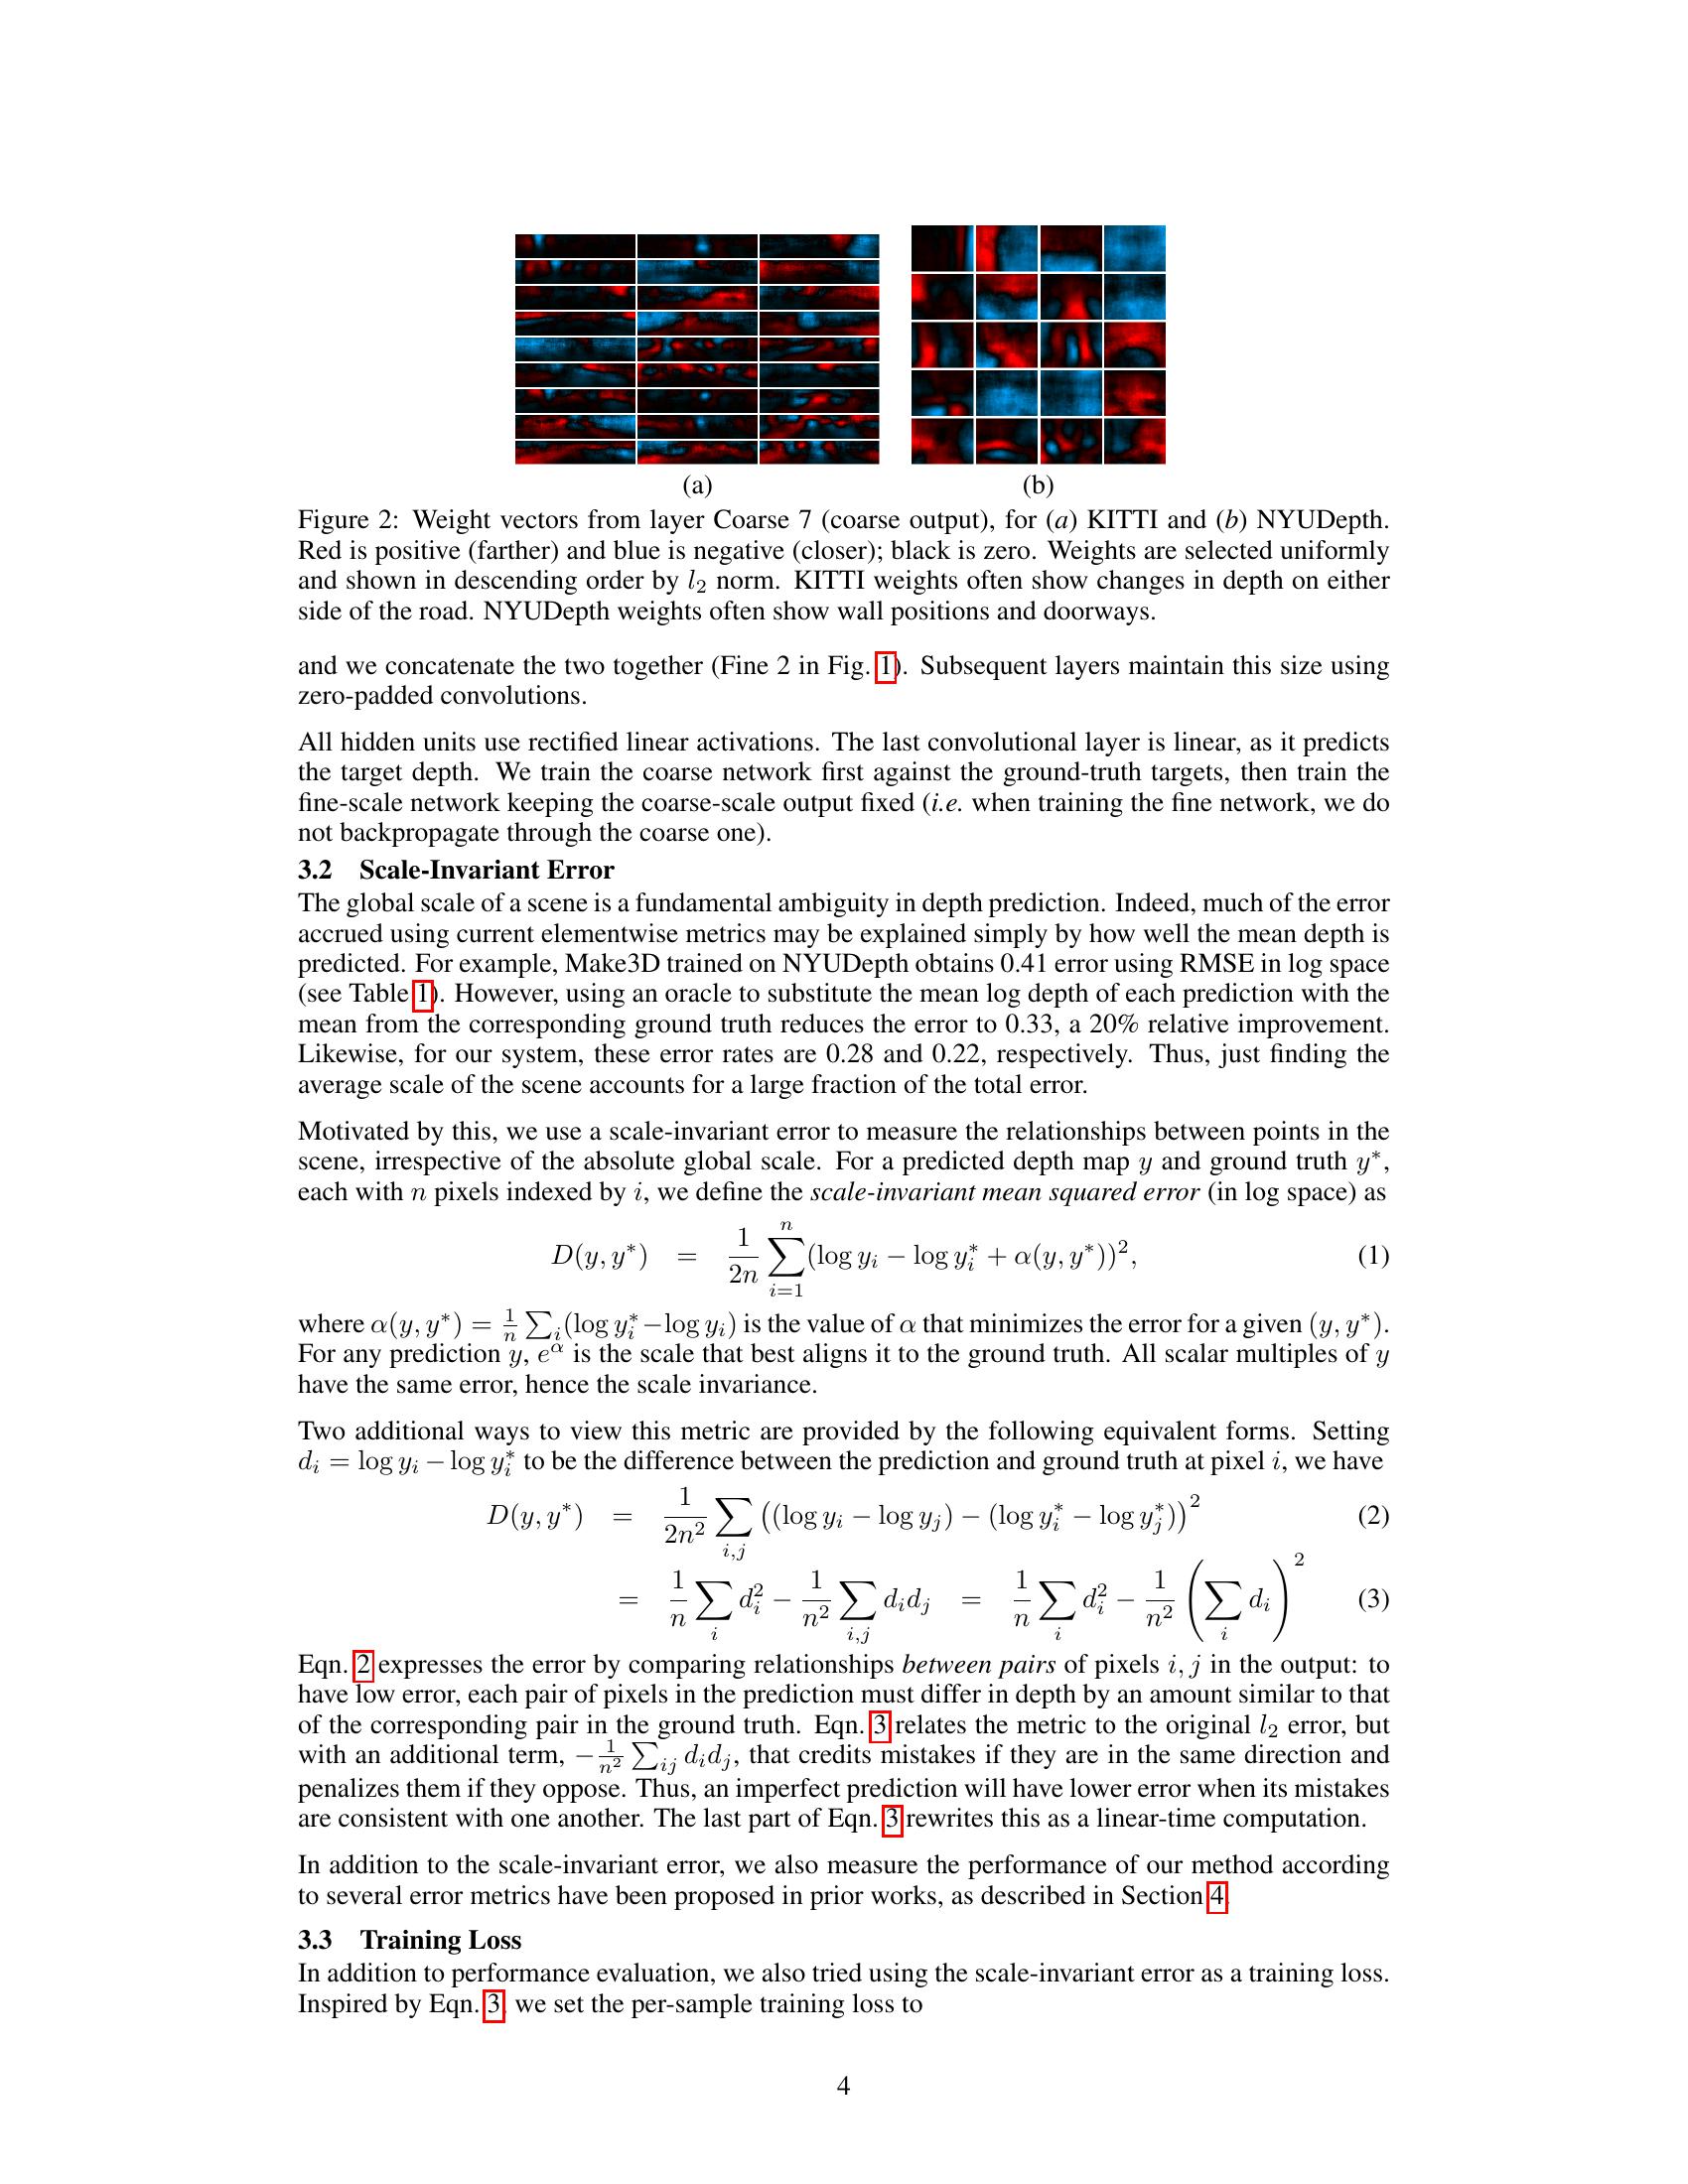 (a) (b)
Figure 2: Weight vectors from layer Coarse 7 (coarse output), for (a) KITTI and (b) NYUDepth.
Red is positive (farther) and blue is negative (closer); black is zero. Weights are selected uniformly
and shown in descending order by l₂ norm. KITTI weights often show changes in depth on either
side of the road. NYUDepth weights often show wall positions and doorways.
and we concatenate the two together (Fine 2 in Fig. 1). Subsequent layers maintain this size using
zero-padded convolutions.
All hidden units use rectified linear activations. The last convolutional layer is linear, as it predicts
the target depth. We train the coarse network first against the ground-truth targets, then train the
fine-scale network keeping the coarse-scale output fixed (i.e. when training the fine network, we do
not backpropagate through the coarse one).
3.2 Scale-Invariant Error
The global scale of a scene is a fundamental ambiguity in depth prediction. Indeed, much of the error
accrued using current elementwise metrics may be explained simply by how well the mean depth is
predicted. For example, Make3D trained on NYUDepth obtains 0.41 error using RMSE in log space
(see Table 1). However, using an oracle to substitute the mean log depth of each prediction with the
mean from the corresponding ground truth reduces the error to 0.33, a 20% relative improvement.
Likewise, for our system, these error rates are 0.28 and 0.22, respectively. Thus, just finding the
average scale of the scene accounts for a large fraction of the total error.
Motivated by this, we use a scale-invariant error to measure the relationships between points in the
scene, irrespective of the absolute global scale. For a predicted depth map y and ground truth y*,
each with n pixels indexed by i, we define the scale-invariant mean squared error (in log space) as
D(y, y*) = \frac{1}{2n} \sum_{i=1}^{n} (log y_i − log y_i^* + α(y, y*))², (1)
where α(y, y*) = \frac{1}{n} \sum_i (log y_i^* − log y_i) is the value of α that minimizes the error for a given (y, y*).
For any prediction y, e^α is the scale that best aligns it to the ground truth. All scalar multiples of y
have the same error, hence the scale invariance.
Two additional ways to view this metric are provided by the following equivalent forms. Setting
d_i = log y_i − log y_i^* to be the difference between the prediction and ground truth at pixel i, we have
D(y, y*) = \frac{1}{2n²} \sum_{i,j} ((log y_i − log y_j) − (log y_i^* − log y_j^*))² (2)
= \frac{1}{n} \sum_i d_i² − \frac{1}{n²} \sum_{i,j} d_i d_j = \frac{1}{n} \sum_i d_i² − \frac{1}{n²} (\sum_i d_i)² (3)
Eqn. 2 expresses the error by comparing relationships between pairs of pixels i, j in the output: to
have low error, each pair of pixels in the prediction must differ in depth by an amount similar to that
of the corresponding pair in the ground truth. Eqn. 3 relates the metric to the original l₂ error, but
with an additional term, −\frac{1}{n²} \sum_{ij} d_i d_j, that credits mistakes if they are in the same direction and
penalizes them if they oppose. Thus, an imperfect prediction will have lower error when its mistakes
are consistent with one another. The last part of Eqn. 3 rewrites this as a linear-time computation.
In addition to the scale-invariant error, we also measure the performance of our method according
to several error metrics have been proposed in prior works, as described in Section 4.
3.3 Training Loss
In addition to performance evaluation, we also tried using the scale-invariant error as a training loss.
Inspired by Eqn. 3, we set the per-sample training loss to
4